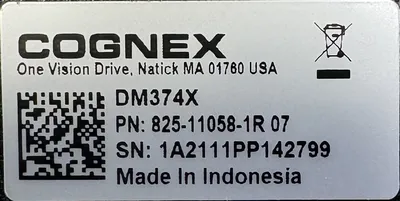 COGNEX
One Vision Drive, Natick MA 01760 USA
DM374X
PN: 825-11058-1R 07
SN: 1A2111PP142799
Made In Indonesia